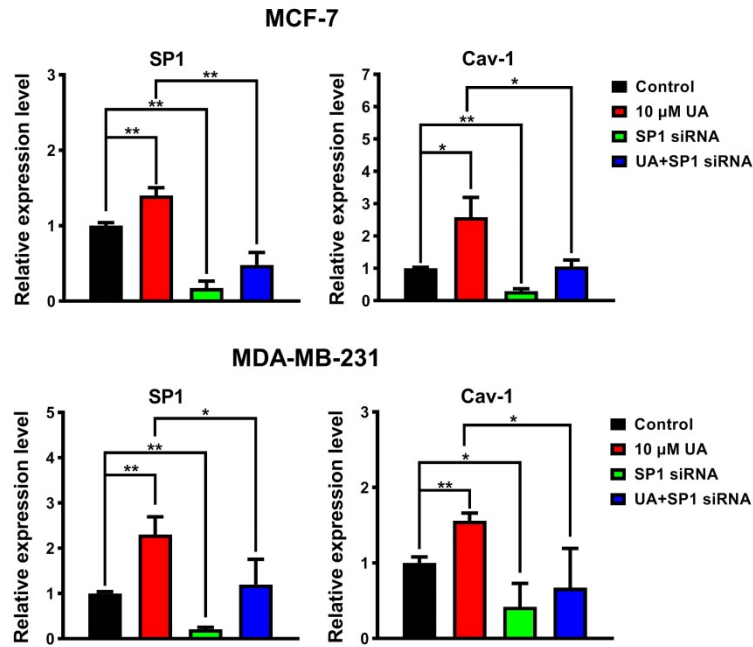 MCF-7
SP1
Relative expression level
3
2
1
0
**
**
**
Cav-1
Relative expression level
7
6
5
4
3
2
1
0
*
**
*
Control
10 µM UA
SP1 siRNA
UA+SP1 siRNA
MDA-MB-231
SP1
Relative expression level
5
4
3
2
1
0
*
**
**
Cav-1
Relative expression level
3
2
1
0
*
*
**
Control
10 µM UA
SP1 siRNA
UA+SP1 siRNA